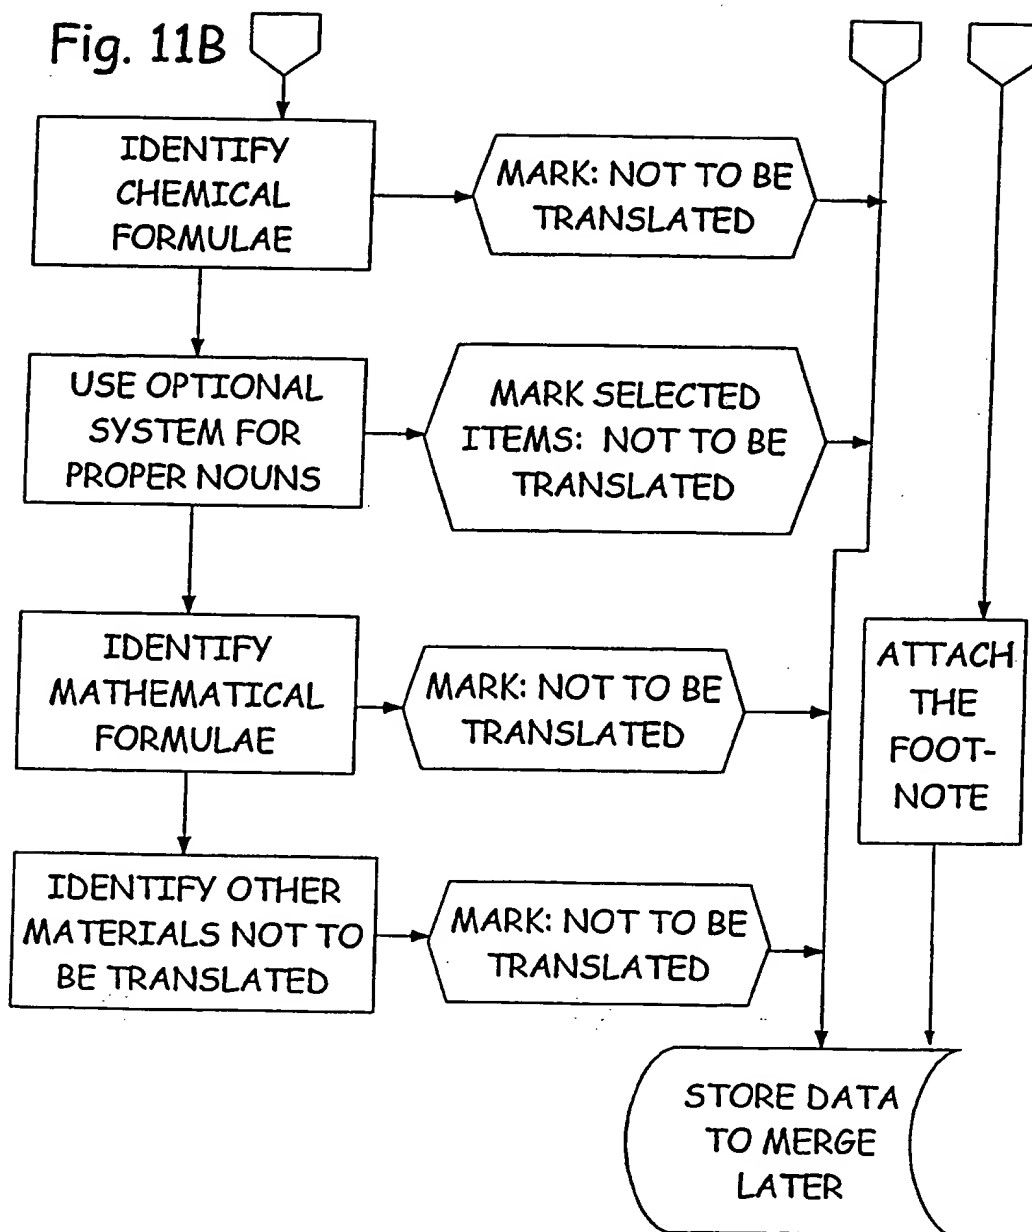 Fig. 11B
IDENTIFY
CHEMICAL
FORMULAE
MARK: NOT TO BE
TRANSLATED
USE OPTIONAL
SYSTEM FOR
PROPER NOUNS
MARK SELECTED
ITEMS: NOT TO BE
TRANSLATED
IDENTIFY
MATHEMATICAL
FORMULAE
MARK: NOT TO BE
TRANSLATED
ATTACH
THE
FOOT-
NOTE
IDENTIFY OTHER
MATERIALS NOT TO
BE TRANSLATED
MARK: NOT TO BE
TRANSLATED
STORE DATA
TO MERGE
LATER